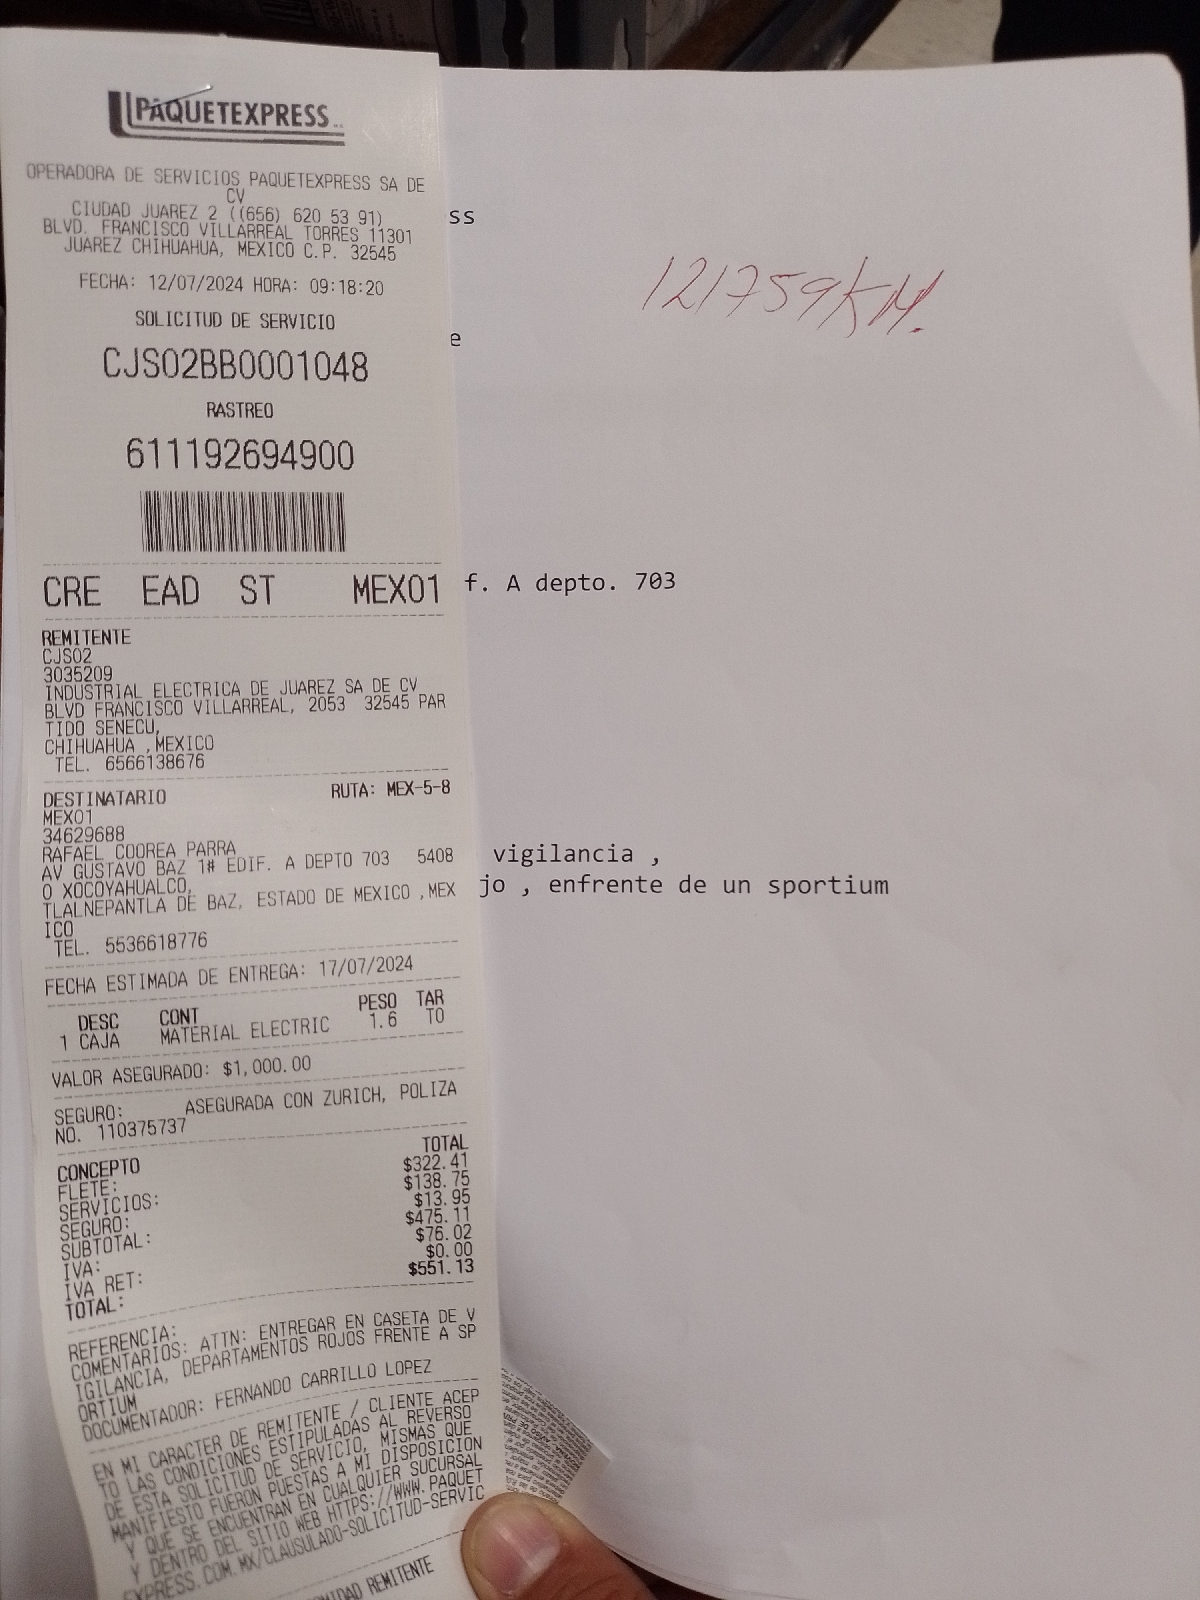 PAQUETEXPRESS
OPERADORA DE SERVICIOS PAQUETEXPRESS SA DE
CV
CIUDAD JUAREZ 2 ((656) 620 53 91)
BLVD. FRANCISCO VILLARREAL TORRES 11301
JUAREZ CHIHUAHUA, MEXICO C.P. 32545
FECHA: 12/07/2024 HORA: 09:18:20
SOLICITUD DE SERVICIO
CJS02BB0001048
RASTREO
611192694900
CRE EAD ST MEX01
REMITENTE
CJS02
3035209
INDUSTRIAL ELECTRICA DE JUAREZ SA DE CV
BLVD FRANCISCO VILLARREAL, 2053 32545 PAR
TIDO SENECU,
CHIHUAHUA ,MEXICO
TEL. 6566138676
DESTINATARIO RUTA: MEX-5-8
MEX01
34629688
RAFAEL COOREA PARRA
AV GUSTAVO BAZ 1# EDIF. A DEPTO 703 5408
0 XOCOYAHUALCO,
TLALNEPANTLA DE BAZ, ESTADO DE MEXICO ,MEX
ICO
TEL. 5536618776
FECHA ESTIMADA DE ENTREGA: 17/07/2024
DESC CONT PESO TAR
1 CAJA MATERIAL ELECTRIC 1.6 T0
VALOR ASEGURADO: $1,000.00
SEGURO: ASEGURADA CON ZURICH, POLIZA
NO. 110375737
CONCEPTO TOTAL
FLETE: $322.41
SERVICIOS: $138.75
SEGURO: $13.95
SUBTOTAL: $475.11
IVA: $76.02
IVA RET: $0.00
TOTAL: $551.13
REFERENCIA:
COMENTARIOS: ATTN: ENTREGAR EN CASETA DE V
IGILANCIA, DEPARTAMENTOS ROJOS FRENTE A SP
ORTIUM
DOCUMENTADOR: FERNANDO CARRILLO LOPEZ
EN MI CARACTER DE REMITENTE / CLIENTE ACEP
TO LAS CONDICIONES ESTIPULADAS AL REVERSO
DE ESTA SOLICITUD DE SERVICIO, MISMAS QUE
MANIFIESTO FUERON PUESTAS A MI DISPOSICION
Y QUE SE ENCUENTRAN EN CUALQUIER SUCURSAL
Y DENTRO DEL SITIO WEB HTTPS://WWW.PAQUET
EXPRESS.COM.MX/CLAUSULADO-SOLICITUD-SERVIC
REMITENTE
ss
121759KM.
e
f. A depto. 703
vigilancia ,
jo , enfrente de un sportium